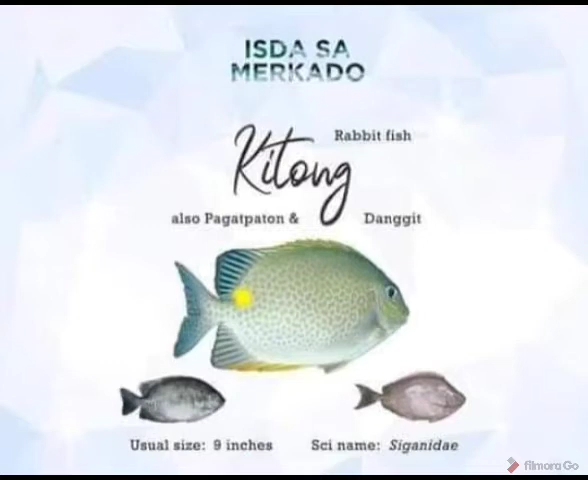 ISDA SA
MERKADO
Rabbit fish
Kitong
also Pagatpaton &
Danggit
Usual size: 9 inches
Sci name: Siganidae
filmora Go